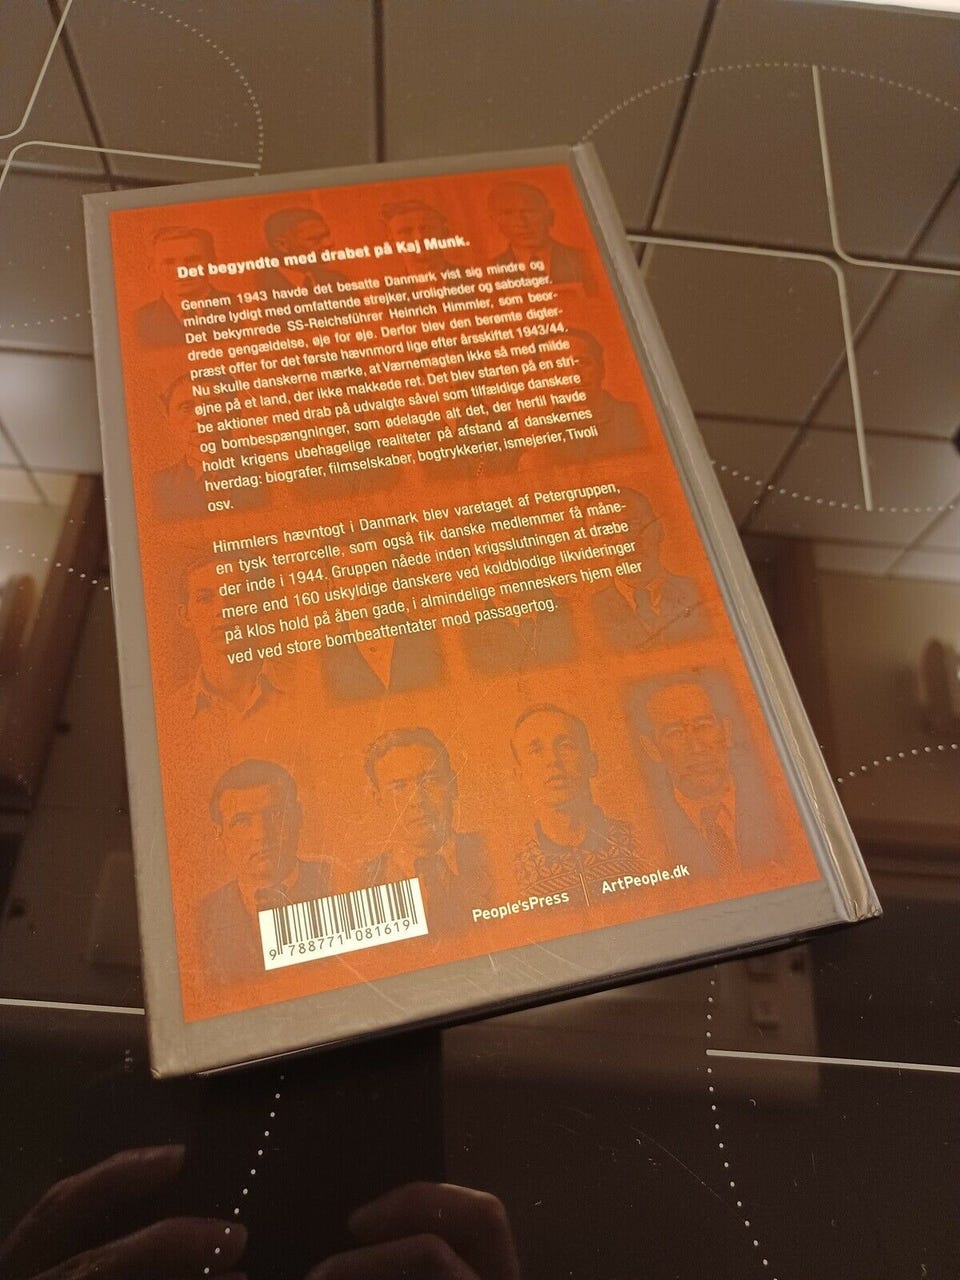 Det begyndte med drabet på Kaj Munk.
Gennem 1943 havde det besatte Danmark vist sig mindre og
mindre lydigt med omfattende strejker, uroligheder og sabotager.
Det bekymrede SS-Reichsführer Heinrich Himmler, som beor-
drede gengældelse, øje for øje. Derfor blev den berømte digter-
præst offer for det første hævnmord lige efter årsskiftet 1943/44.
Nu skulle danskerne mærke, at Værnemagten ikke så med milde
øjne på et land, der ikke makkede ret. Det blev starten på en stri-
be aktioner med drab på udvalgte såvel som tilfældige danskere
og bombespængninger, som ødelagde alt det, der hertil havde
holdt krigens ubehagelige realiteter på afstand af danskernes
hverdag: biografer, filmselskaber, bogtrykkerier, ismejerier, Tivoli
osv.
Himmlers hævntogt i Danmark blev varetaget af Petergruppen,
en tysk terrorcelle, som også fik danske medlemmer få måne-
der inde i 1944. Gruppen nåede inden krigsslutningen at dræbe
mere end 160 uskyldige danskere ved koldblodige likvideringer
på klos hold på åben gade, i almindelige menneskers hjem eller
ved ved store bombeattentater mod passagertog.
People'sPress | ArtPeople.dk
9 788771 081619